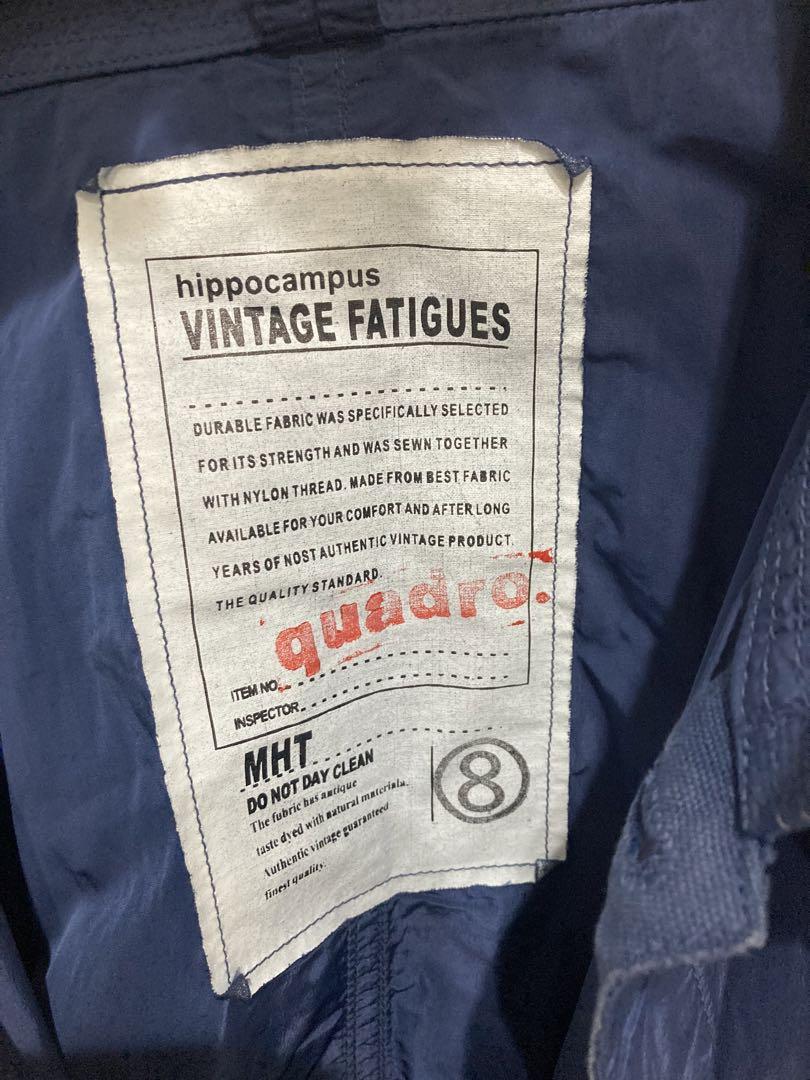 hippocampus
VINTAGE FATIGUES
DURABLE FABRIC WAS SPECIFICALLY SELECTED
FOR ITS STRENGTH AND WAS SEWN TOGETHER
WITH NYLON THREAD. MADE FROM BEST FABRIC
AVAILABLE FOR YOUR COMFORT AND AFTER LONG
YEARS OF NOST AUTHENTIC VINTAGE PRODUCT.
THE QUALITY STANDARD.
quadro.
ITEM NO.
INSPECTOR
MHT
DO NOT DAY CLEAN
The fubric has antique
taste dyed with natural materials.
Authentic vintage guaranteed
finest quality.
8